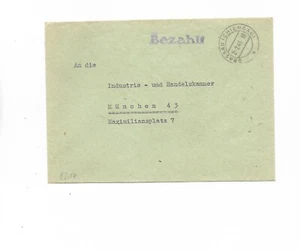 Bezahlt
An die
Industrie - und Handelskammer
München 43
Maximiliansplatz 7